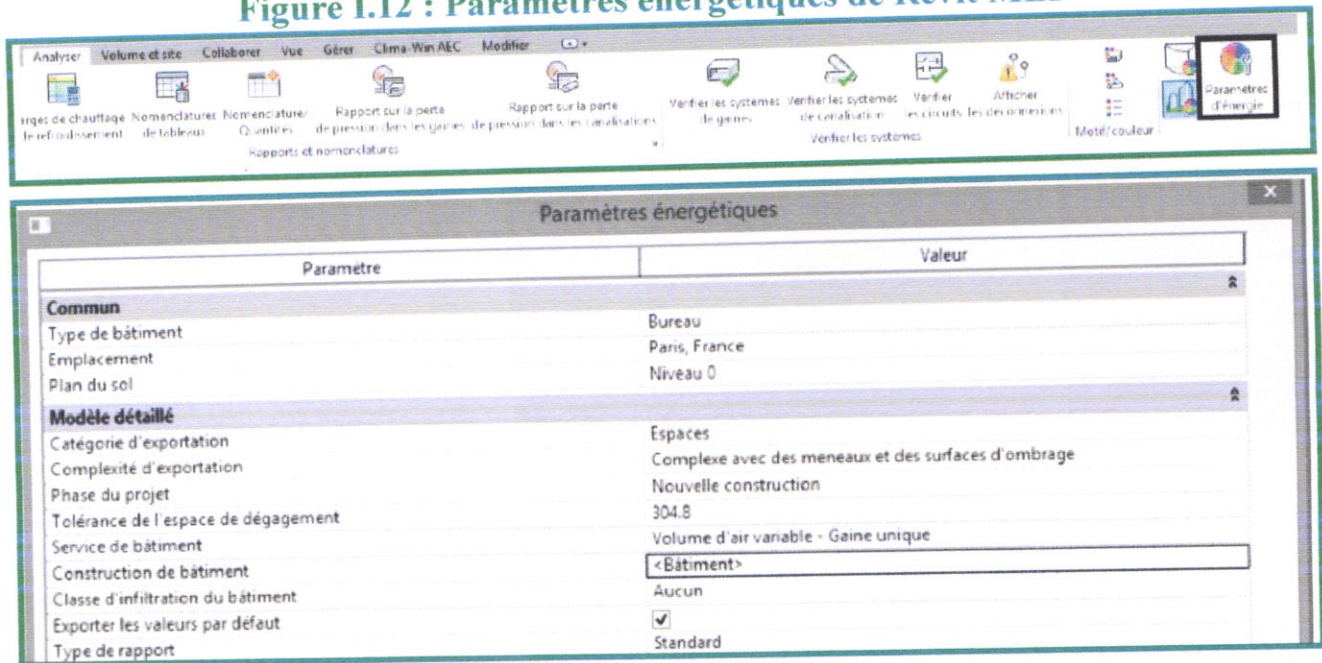 Figure I.12 : Paramètres énergétiques de Revit MEP
Analyser Volume et site Collaborer Vue Gérer Clima-Win AEC Modifier
arges de chauffage Nomenclatures Nomenclature/ Rapport sur la perte Rapport sur la perte Vérifier les systèmes Vérifier les systèmes Vérifier Afficher Paramètres
de refroidissement de tableaux Quantités de pression dans les gaines de pression dans les canalisations de gaines de canalisation les circuits les déconnexions d'énergie
Rapports et nomenclatures Vérifier les systèmes Motif/couleur
Paramètres énergétiques
Paramètre Valeur
Commun
Type de bâtiment Bureau
Emplacement Paris, France
Plan du sol Niveau 0
Modèle détaillé
Catégorie d'exportation Espaces
Complexité d'exportation Complexe avec des meneaux et des surfaces d'ombrage
Phase du projet Nouvelle construction
Tolérance de l'espace de dégagement 304.8
Service de bâtiment Volume d'air variable - Gaine unique
Construction de bâtiment <Bâtiment>
Classe d'infiltration du bâtiment Aucun
Exporter les valeurs par défaut
Type de rapport Standard